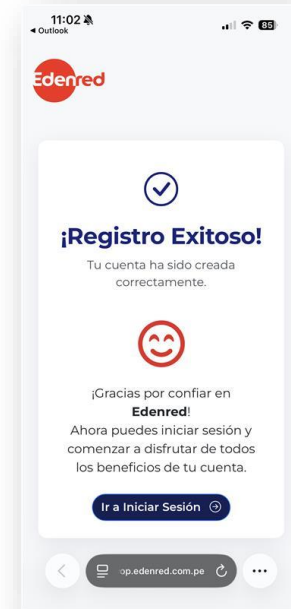 11:02
◄ Outlook
85
Edenred
¡Registro Exitoso!
Tu cuenta ha sido creada
correctamente.
¡Gracias por confiar en
Edenred!
Ahora puedes iniciar sesión y
comenzar a disfrutar de todos
los beneficios de tu cuenta.
Ir a Iniciar Sesión
op.edenred.com.pe